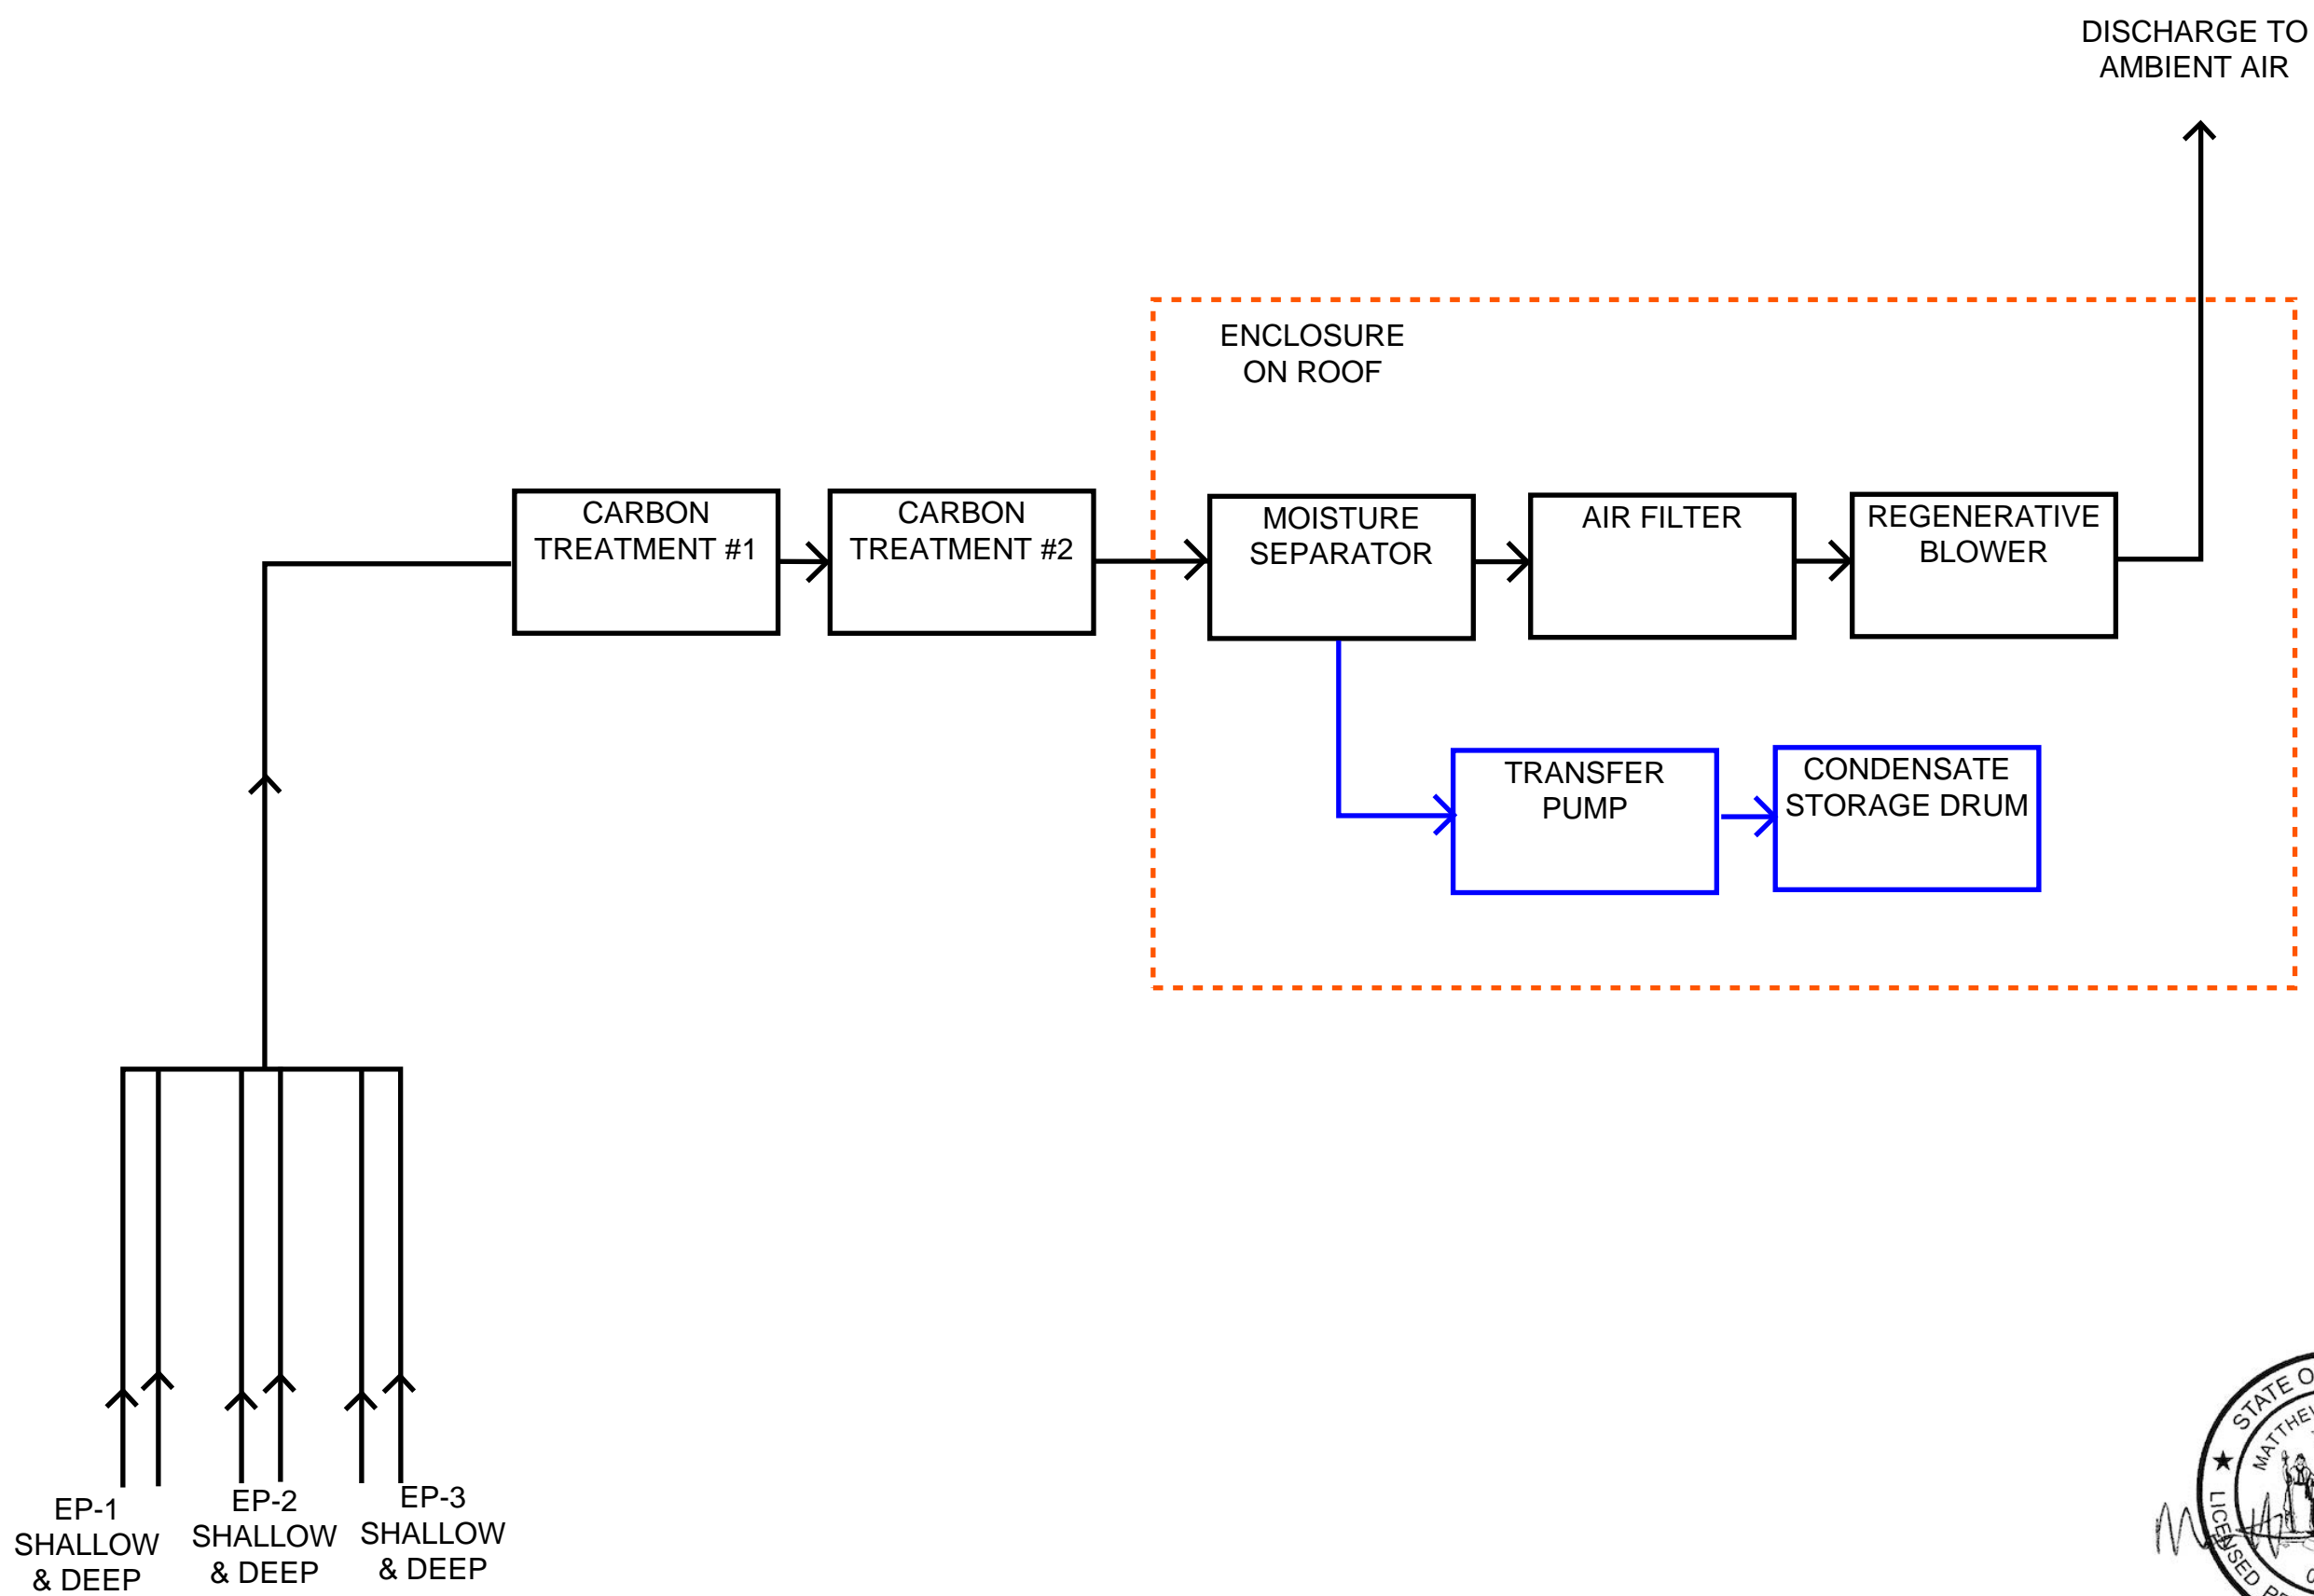 DISCHARGE TO
AMBIENT AIR
ENCLOSURE
ON ROOF
CARBON
TREATMENT #1
CARBON
TREATMENT #2
MOISTURE
SEPARATOR
AIR FILTER
REGENERATIVE
BLOWER
TRANSFER
PUMP
CONDENSATE
STORAGE DRUM
EP-1
SHALLOW
& DEEP
EP-2
SHALLOW
& DEEP
EP-3
SHALLOW
& DEEP
STATE O
LICENSED